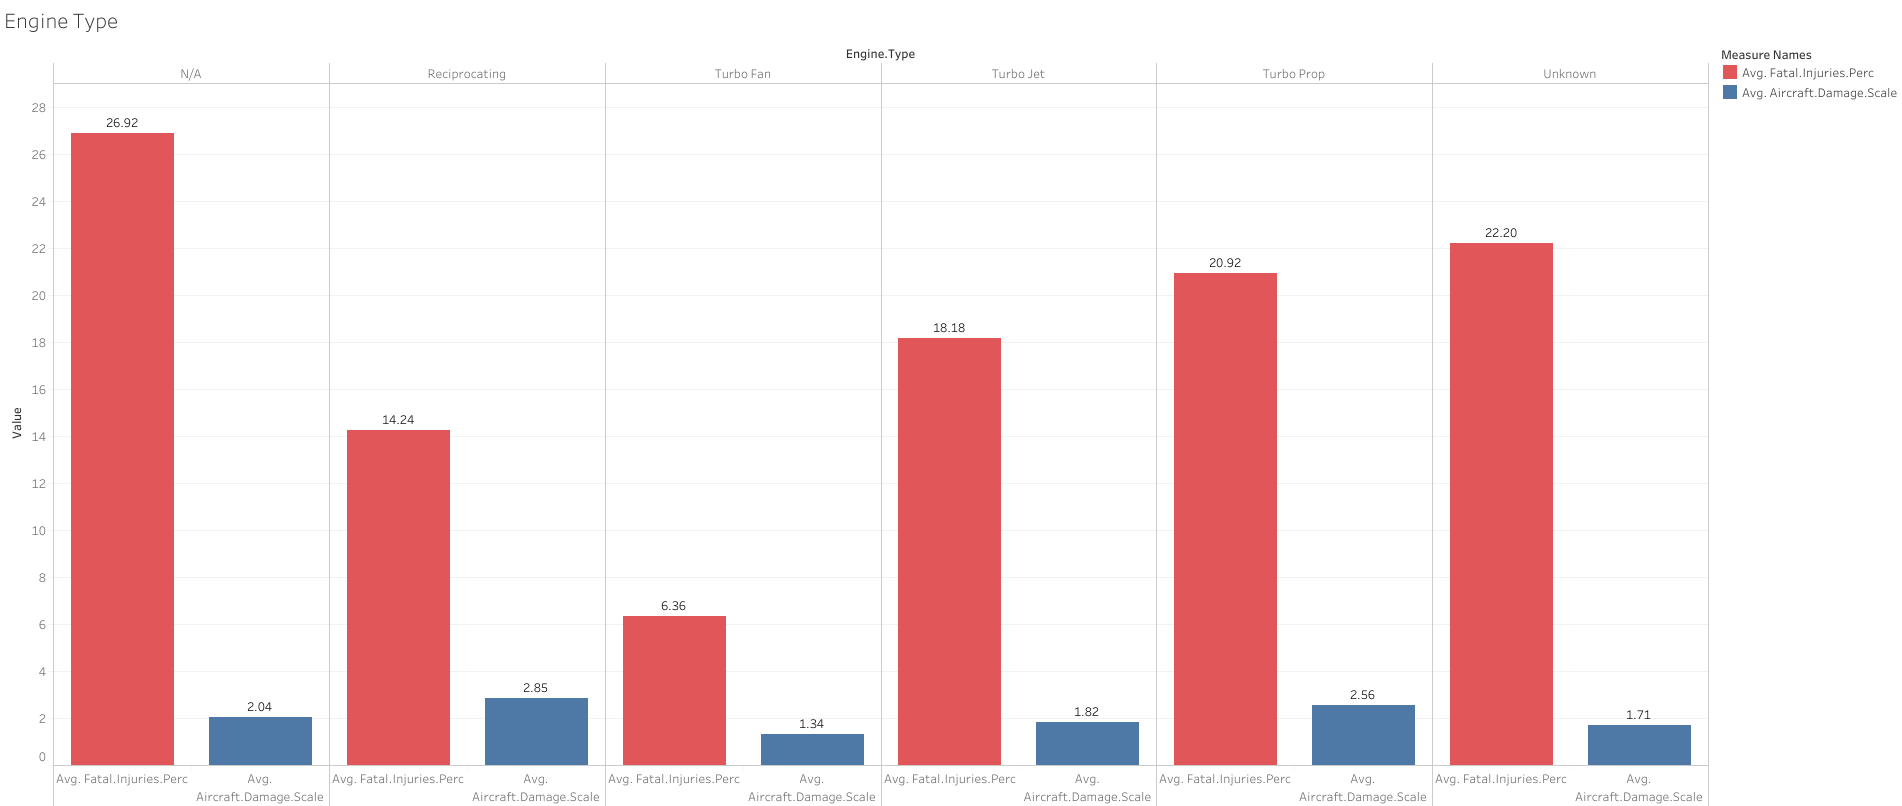 Engine Type
Engine.Type
N/A
Reciprocating
Turbo Fan
Turbo Jet
Turbo Prop
Unknown
Measure Names
Avg. Fatal.Injuries.Perc
Avg. Aircraft.Damage.Scale
Value
28
26
24
22
20
18
16
14
12
10
8
6
4
2
0
26.92
2.04
14.24
2.85
6.36
1.34
18.18
1.82
20.92
2.56
22.20
1.71
Avg. Fatal.Injuries.Perc
Avg.
Aircraft.Damage.Scale
Avg. Fatal.Injuries.Perc
Avg.
Aircraft.Damage.Scale
Avg. Fatal.Injuries.Perc
Avg.
Aircraft.Damage.Scale
Avg. Fatal.Injuries.Perc
Avg.
Aircraft.Damage.Scale
Avg. Fatal.Injuries.Perc
Avg.
Aircraft.Damage.Scale
Avg. Fatal.Injuries.Perc
Avg.
Aircraft.Damage.Scale